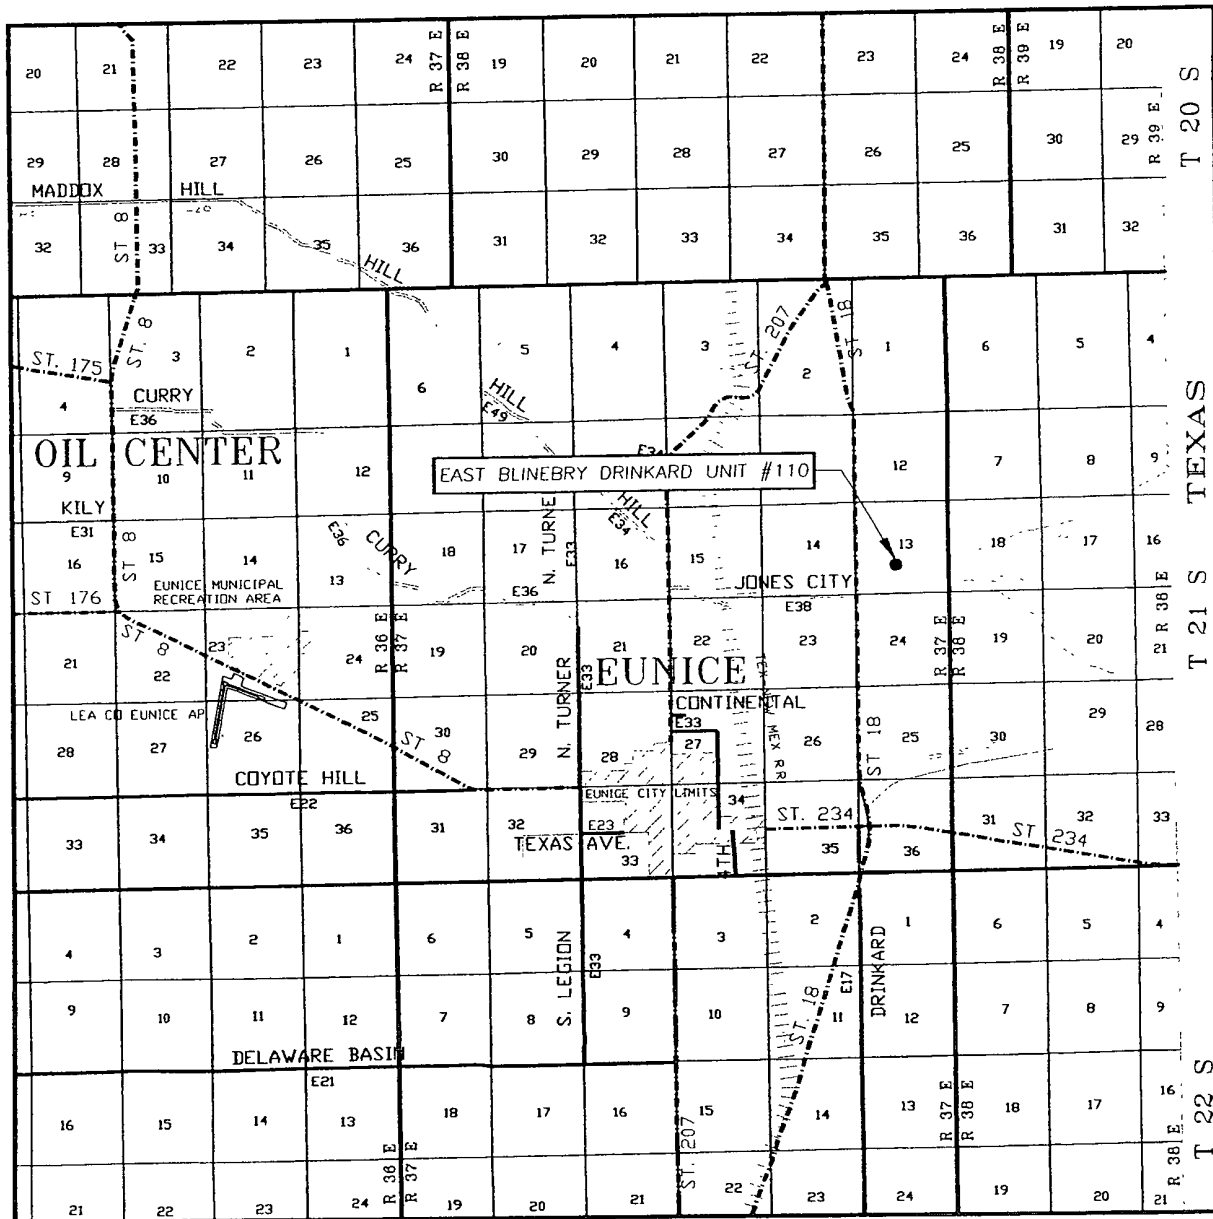 20 21 22 23 24 R 37 E R 38 E 19 20 21 22 23 24 R 38 E R 39 E 19 20
T 20 S
29 28 27 26 25 30 29 28 27 26 25 30 29 R 39 E
MADDOX HILL
32 ST 8 33 34 35 36 31 32 33 34 35 36 31 32
HILL
ST. 8 3 2 1 5 4 3 ST. 207 ST 18 1 6 5 4
ST. 175 6 2
4 CURRY HILL
E36 E49
OIL CENTER E34
9 10 11 12 12 7 8 9
TEXAS
EAST BLINEBRY DRINKARD UNIT #110
KILY HILL
E31 E36 CURRY N. TURNE E33 E34
16 ST 8 15 14 13 18 17 16 15 14 13 18 17 16
EUNICE MUNICIPAL
RECREATION AREA
JONES CITY
ST 176 E36 E38
ST 8 23 24 R 36 E R 37 E 19 20 21 22 23 24 R 37 E R 38 E 19 20 21 R 38 E
T 21 S
21 22 EUNICE
LEA CO EUNICE AP N. TURNER E33 CONTINENTAL
E33 TEX NEW MEX RR ST 18
28 27 26 25 ST 8 30 29 28 27 26 25 30 29 28
COYOTE HILL
E22 EUNICE CITY LIMITS
33 34 35 36 31 32 E23 34 ST. 234 31 32 33
TEXAS AVE. 33 4TH 35 36 ST 234
4 3 2 1 6 5 4 3 2 1 6 5 4
S. LEGION E33 DRINKARD E17
9 10 11 12 7 8 9 10 ST. 18 11 12 7 8 9
DELAWARE BASIN
E21
16 15 14 13 18 17 16 15 14 13 R 37 E R 38 E 18 17 16
T 22 S
R 36 E R 37 E ST. 207 R 38 E
21 22 23 24 19 20 21 22 23 24 19 20 21